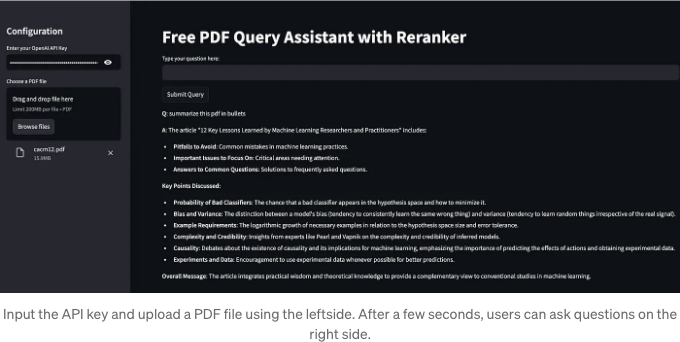 Configuration
Enter your OpenAI API Key
Choose a PDF file
Drag and drop file here
Limit 200MB per file • PDF
Browse files
cacm12.pdf
15.9MB
Free PDF Query Assistant with Reranker
Type your question here:
Submit Query
Q: summarize this pdf in bullets
A: The article "12 Key Lessons Learned by Machine Learning Researchers and Practitioners" includes:
• Pitfalls to Avoid: Common mistakes in machine learning practices.
• Important Issues to Focus On: Critical areas needing attention.
• Answers to Common Questions: Solutions to frequently asked questions.
Key Points Discussed:
• Probability of Bad Classifiers: The chance that a bad classifier appears in the hypothesis space and how to minimize it.
• Bias and Variance: The distinction between a model's bias (tendency to consistently learn the same wrong thing) and variance (tendency to learn random things irrespective of the real signal).
• Example Requirements: The logarithmic growth of necessary examples in relation to the hypothesis space size and error tolerance.
• Complexity and Credibility: Insights from experts like Pearl and Vapnik on the complexity and credibility of inferred models.
• Causality: Debates about the existence of causality and its implications for machine learning, emphasizing the importance of predicting the effects of actions and obtaining experimental data.
• Experiments and Data: Encouragement to use experimental data whenever possible for better predictions.
Overall Message: The article integrates practical wisdom and theoretical knowledge to provide a complementary view to conventional studies in machine learning.
Input the API key and upload a PDF file using the leftside. After a few seconds, users can ask questions on the
right side.